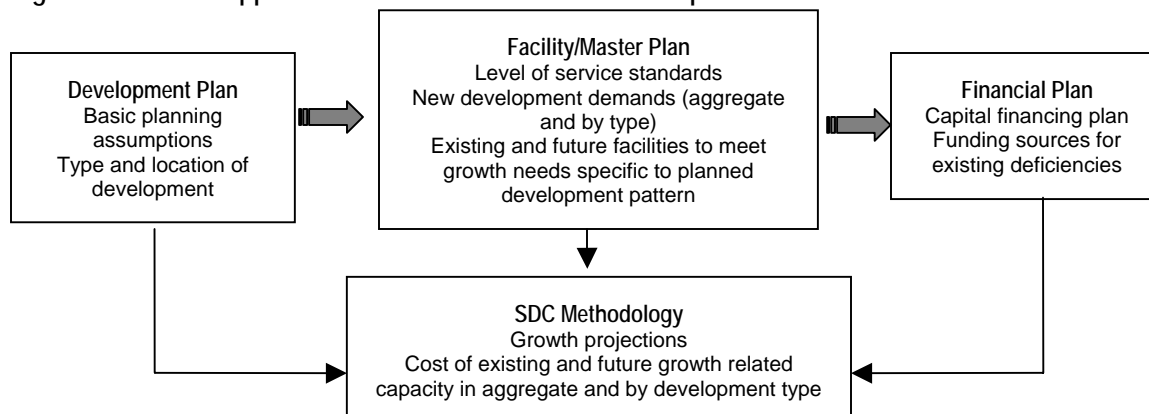 Facility/Master Plan
Level of service standards
New development demands (aggregate
and by type)
Existing and future facilities to meet
growth needs specific to planned
development pattern
Development Plan
Basic planning
assumptions
Type and location of
development
Financial Plan
Capital financing plan
Funding sources for
existing deficiencies
SDC Methodology
Growth projections
Cost of existing and future growth related
capacity in aggregate and by development type